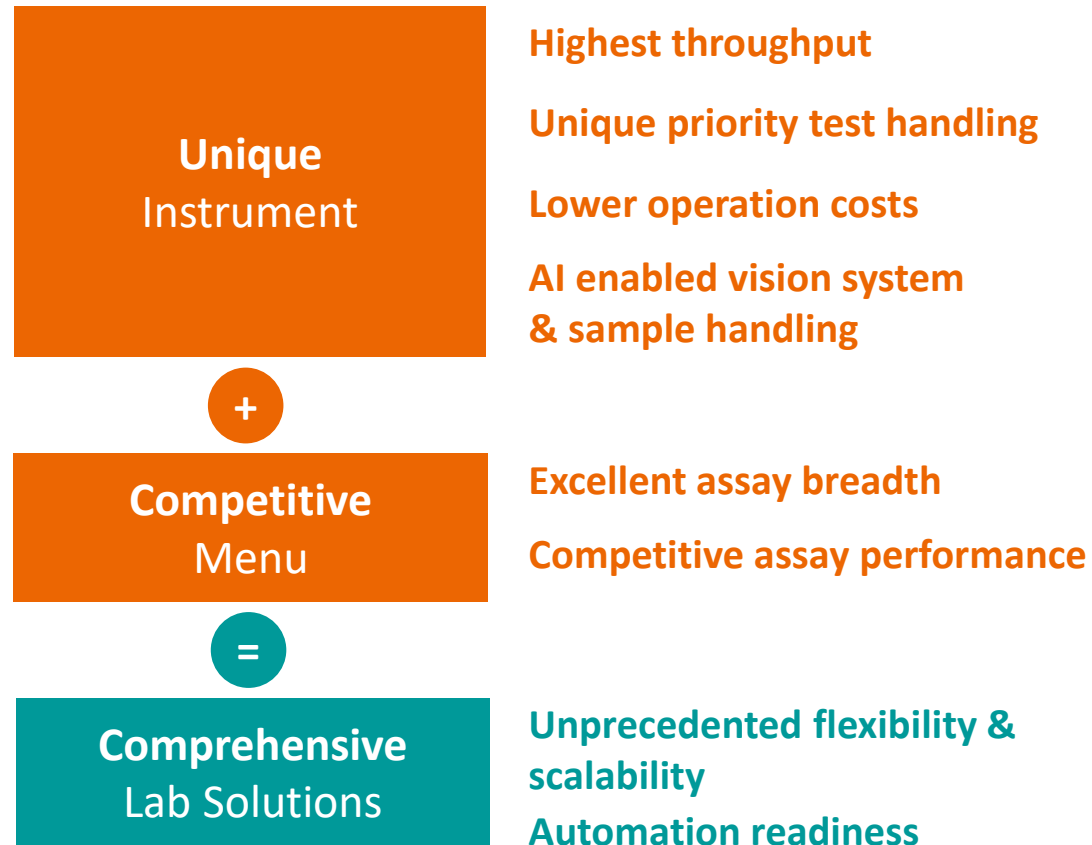 Unique
Instrument
Highest throughput
Unique priority test handling
Lower operation costs
AI enabled vision system
& sample handling
+
Competitive
Menu
Excellent assay breadth
Competitive assay performance
=
Comprehensive
Lab Solutions
Unprecedented flexibility &
scalability
Automation readiness